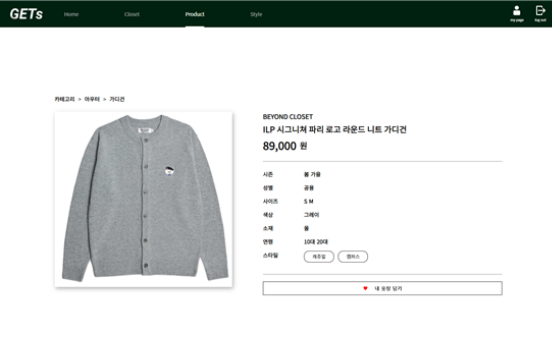 GETs
Home
Closet
Product
Style
my page
log out
카테고리 > 아우터 > 가디건
BEYOND CLOSET
ILP 시그니쳐 파리 로고 라운드 니트 가디건
89,000 원
시즌 봄 가을
성별 공용
사이즈 S M
색상 그레이
소재 울
연령 10대 20대
스타일 캐주얼 캠퍼스
♥ 내 옷장 담기